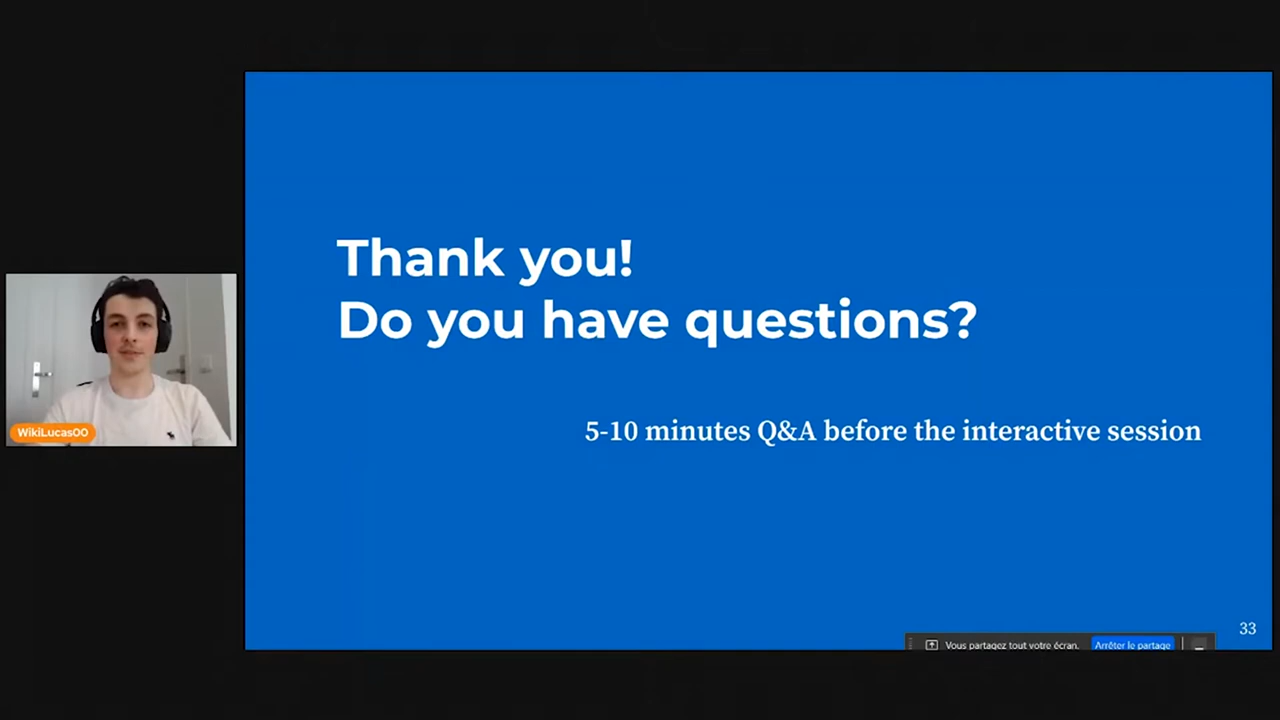 Thank you!
Do you have questions?
5-10 minutes Q&A before the interactive session
WikiLucas00
33
Vous partagez tout votre écran.
Arrêter le partage